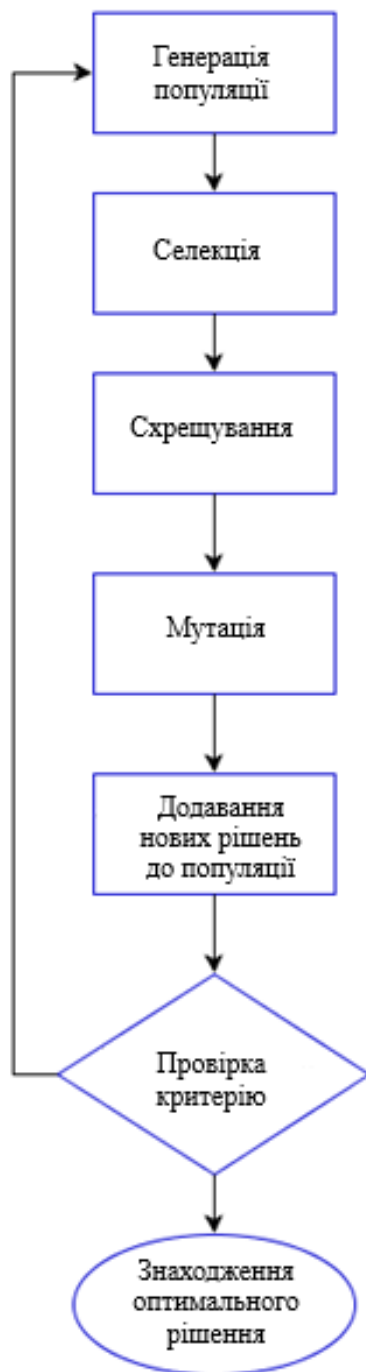 Генерація
популяції
Селекція
Схрещування
Мутація
Додавання
нових рішень
до популяції
Провірка
критерію
Знаходження
оптимального
рішення